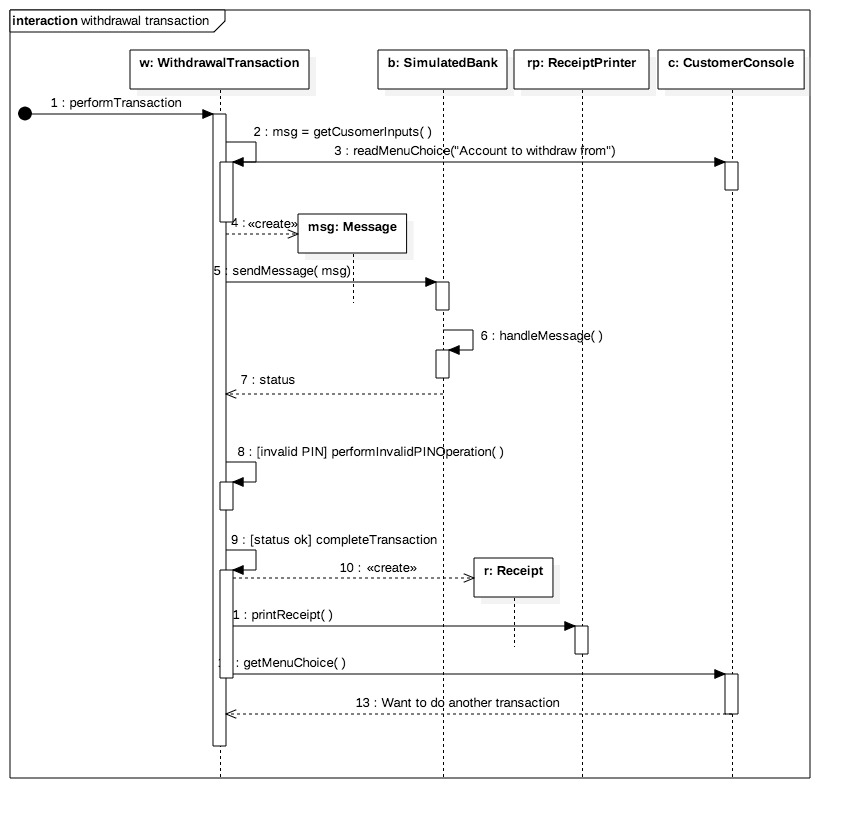 interaction withdrawal transaction
w: WithdrawalTransaction
b: SimulatedBank
rp: ReceiptPrinter
c: CustomerConsole
1 : performTransaction
2 : msg = getCusomerInputs( )
3 : readMenuChoice("Account to withdraw from")
4 : «create»
msg: Message
5 : sendMessage( msg)
6 : handleMessage( )
7 : status
8 : [invalid PIN] performInvalidPINOperation( )
9 : [status ok] completeTransaction
10 : «create»
r: Receipt
1 : printReceipt( )
: getMenuChoice( )
13 : Want to do another transaction